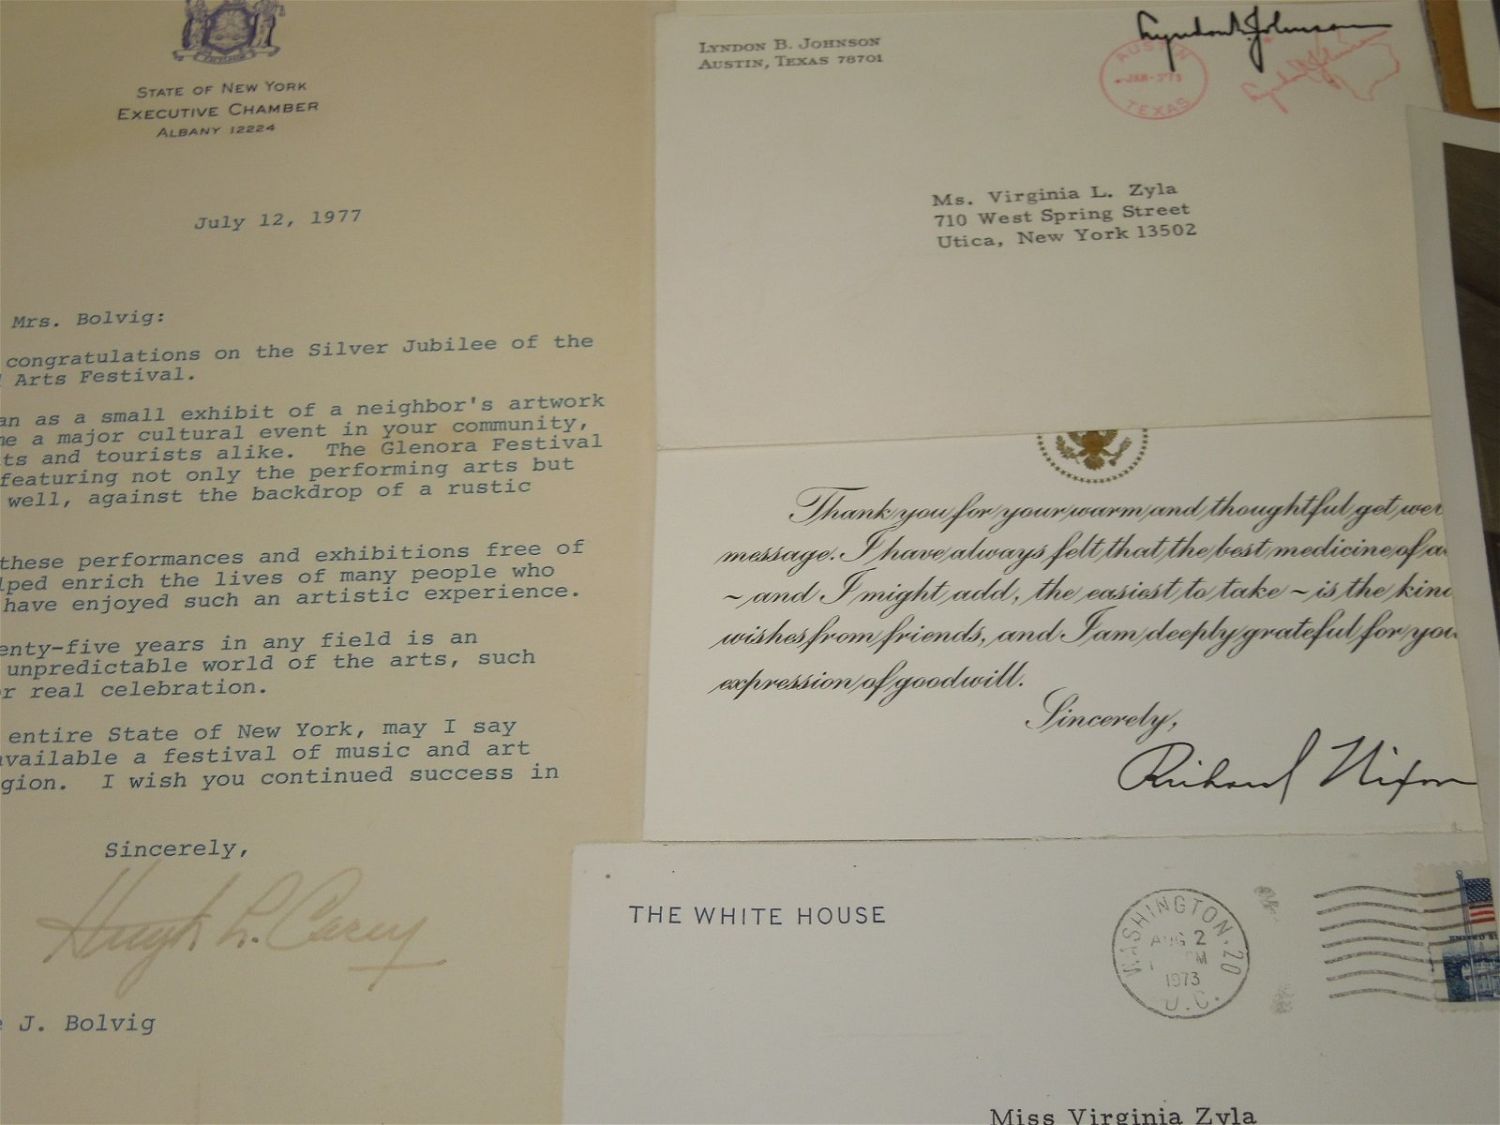 STATE OF NEW YORK
EXECUTIVE CHAMBER
ALBANY 12224
July 12, 1977
Mrs. Bolvig:
congratulations on the Silver Jubilee of the
Arts Festival.
an as a small exhibit of a neighbor's artwork
me a major cultural event in your community,
ts and tourists alike. The Glenora Festival
featuring not only the performing arts but
well, against the backdrop of a rustic
these performances and exhibitions free of
lped enrich the lives of many people who
have enjoyed such an artistic experience.
enty-five years in any field is an
unpredictable world of the arts, such
or real celebration.
entire State of New York, may I say
available a festival of music and art
gion. I wish you continued success in
Sincerely,
Hugh L. Carey
J. Bolvig
LYNDON B. JOHNSON
AUSTIN, TEXAS 78701
Lyndon B. Johnson
AUSTIN
TEXAS
Lyndon B. Johnson
Ms. Virginia L. Zyla
710 West Spring Street
Utica, New York 13502
Thank you for your warm and thoughtful get wel
message. I have always felt that the best medicine of a
~ and I might add, the easiest to take ~ is the kind
wishes from friends, and I am deeply grateful for you
expression of goodwill.
Sincerely,
Richard Nixon
THE WHITE HOUSE
WASHINGTON, 20
AUG 2
PM
1973
D.C.
Miss Virginia Zyla